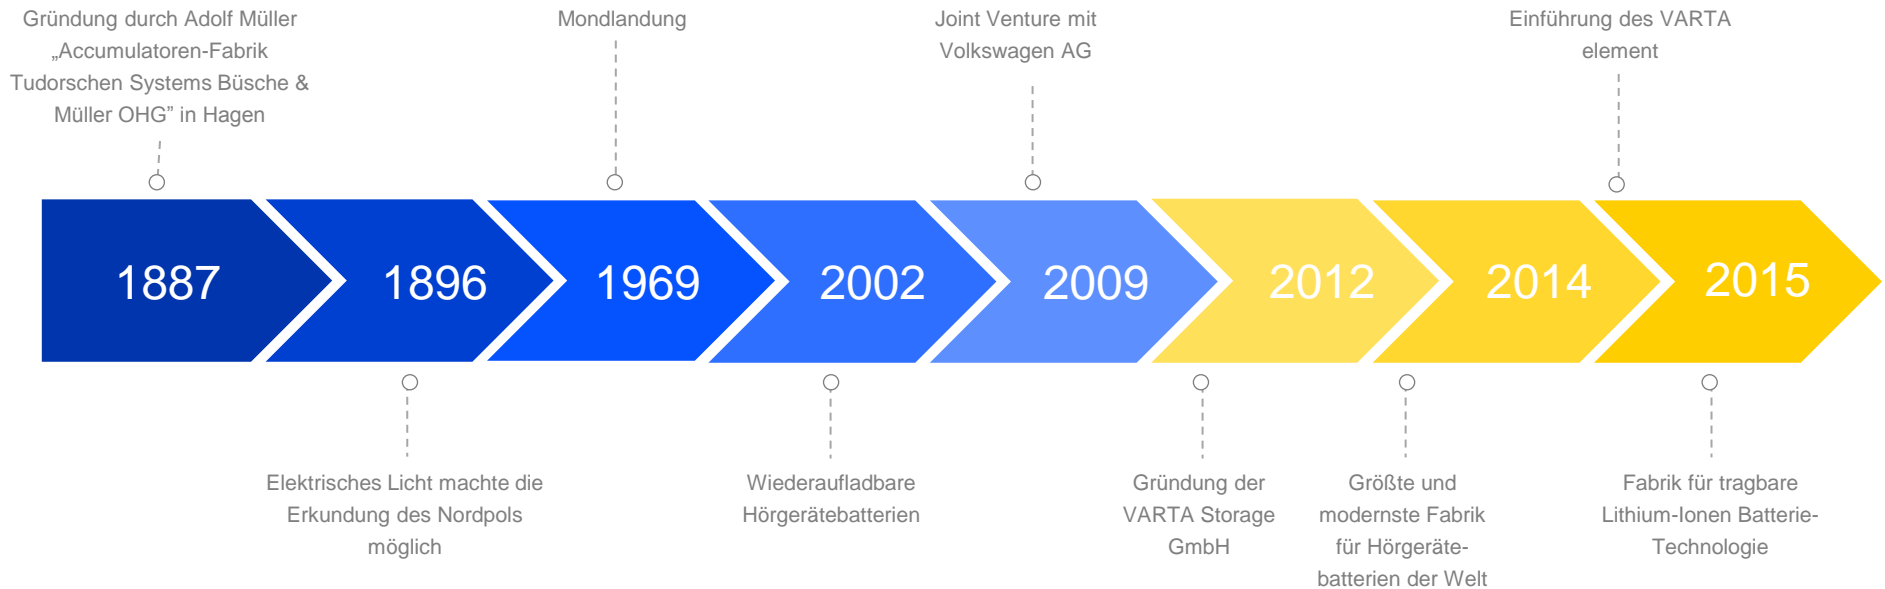 Gründung durch Adolf Müller
„Accumulatoren-Fabrik
Tudorschen Systems Büsche &
Müller OHG” in Hagen
Mondlandung
Joint Venture mit
Volkswagen AG
Einführung des VARTA
element
1887
1896
1969
2002
2009
2012
2014
2015
Elektrisches Licht machte die
Erkundung des Nordpols
möglich
Wiederaufladbare
Hörgerätebatterien
Gründung der
VARTA Storage
GmbH
Größte und
modernste Fabrik
für Hörgeräte-
batterien der Welt
Fabrik für tragbare
Lithium-Ionen Batterie-
Technologie